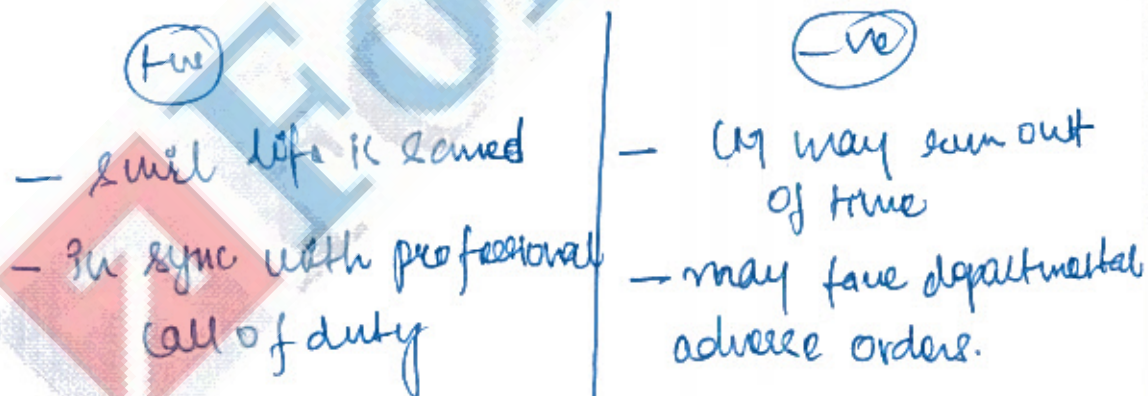 +ve
- Sunil life is saved
- In sync with professional
call of duty
-ve
- CM may run out
of time
- may face departmental
adverse orders.